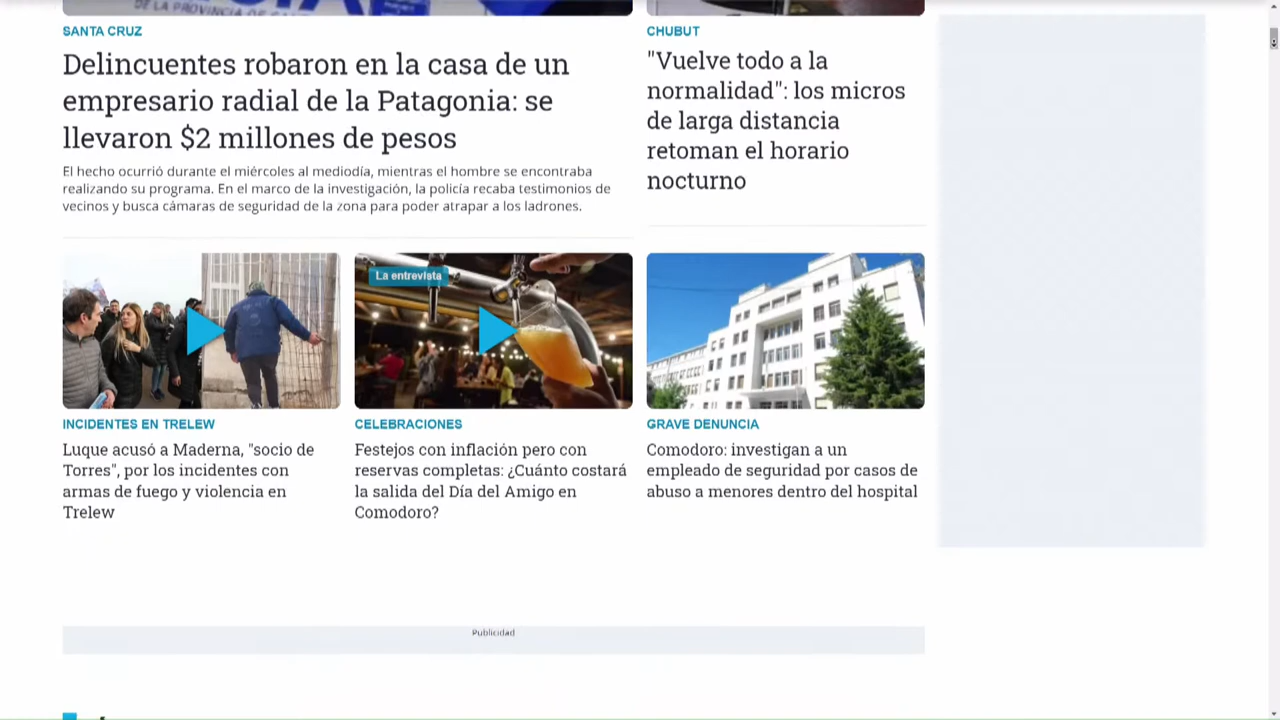 DE LA PROVINCIA DE
SANTA CRUZ
Delincuentes robaron en la casa de un
empresario radial de la Patagonia: se
llevaron $2 millones de pesos
El hecho ocurrió durante el miércoles al mediodía, mientras el hombre se encontraba
realizando su programa. En el marco de la investigación, la policía recaba testimonios de
vecinos y busca cámaras de seguridad de la zona para poder atrapar a los ladrones.
CHUBUT
"Vuelve todo a la
normalidad": los micros
de larga distancia
retoman el horario
nocturno
INCIDENTES EN TRELEW
Luque acusó a Maderna, "socio de
Torres", por los incidentes con
armas de fuego y violencia en
Trelew
La entrevista
CELEBRACIONES
Festejos con inflación pero con
reservas completas: ¿Cuánto costará
la salida del Día del Amigo en
Comodoro?
GRAVE DENUNCIA
Comodoro: investigan a un
empleado de seguridad por casos de
abuso a menores dentro del hospital
Publicidad